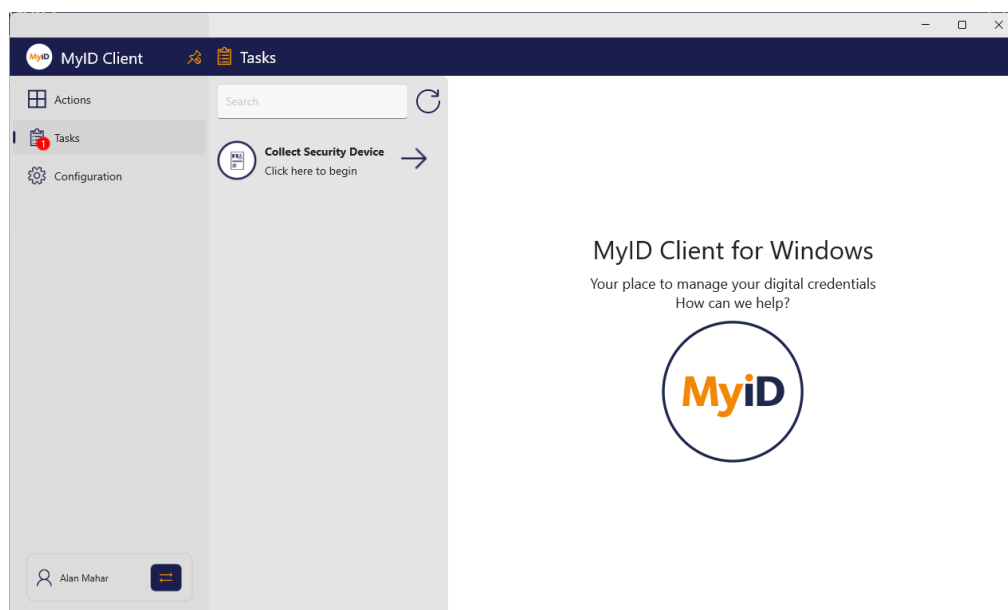 MyiD
MyID Client
Tasks
Actions
1
Tasks
Configuration
Search
Collect Security Device
Click here to begin
MyID Client for Windows
Your place to manage your digital credentials
How can we help?
MyiD
Alan Mahar